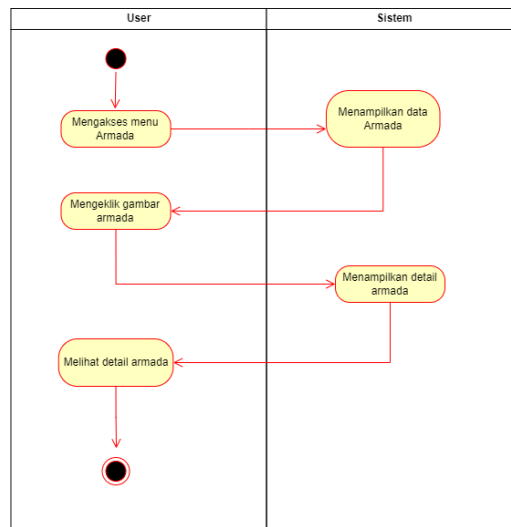 User
Sistem
Mengakses menu
Armada
Menampilkan data
Armada
Mengeklik gambar
armada
Menampilkan detail
armada
Melihat detail armada